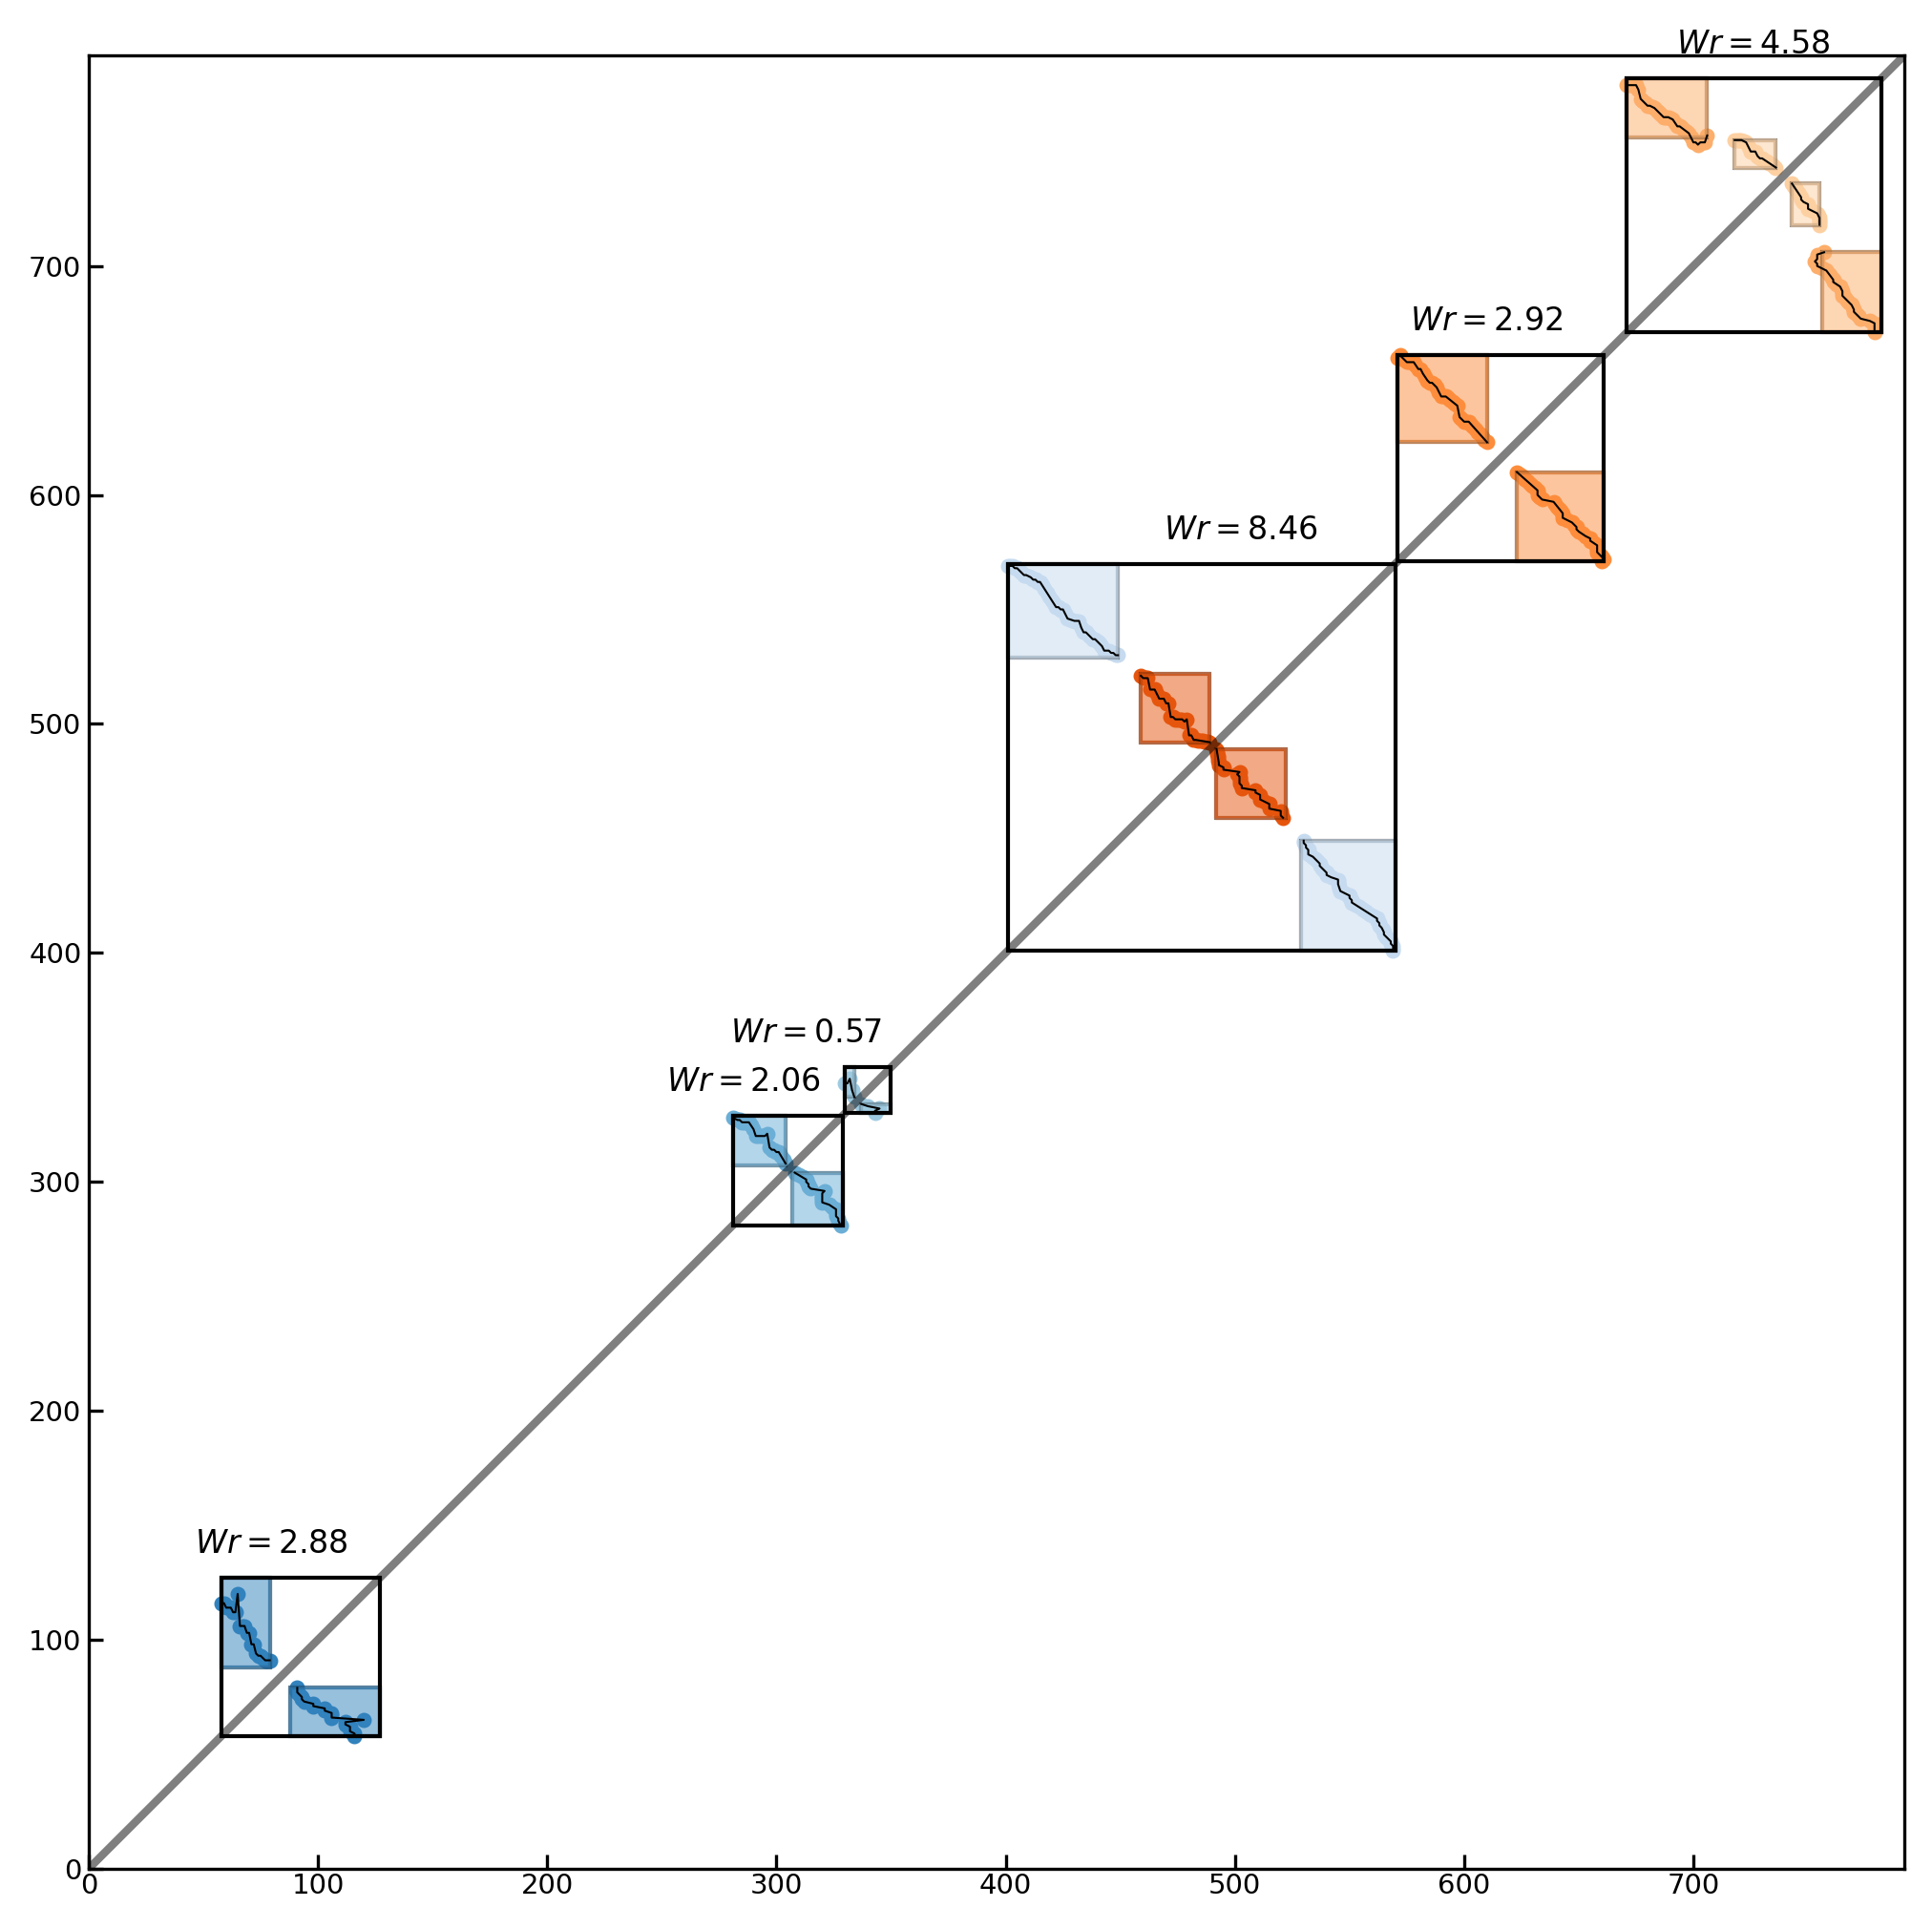 Wr = 4.58
700
Wr = 2.92
600
Wr = 8.46
500
400
Wr = 0.57
Wr = 2.06
300
200
Wr = 2.88
100
0
0 100 200 300 400 500 600 700